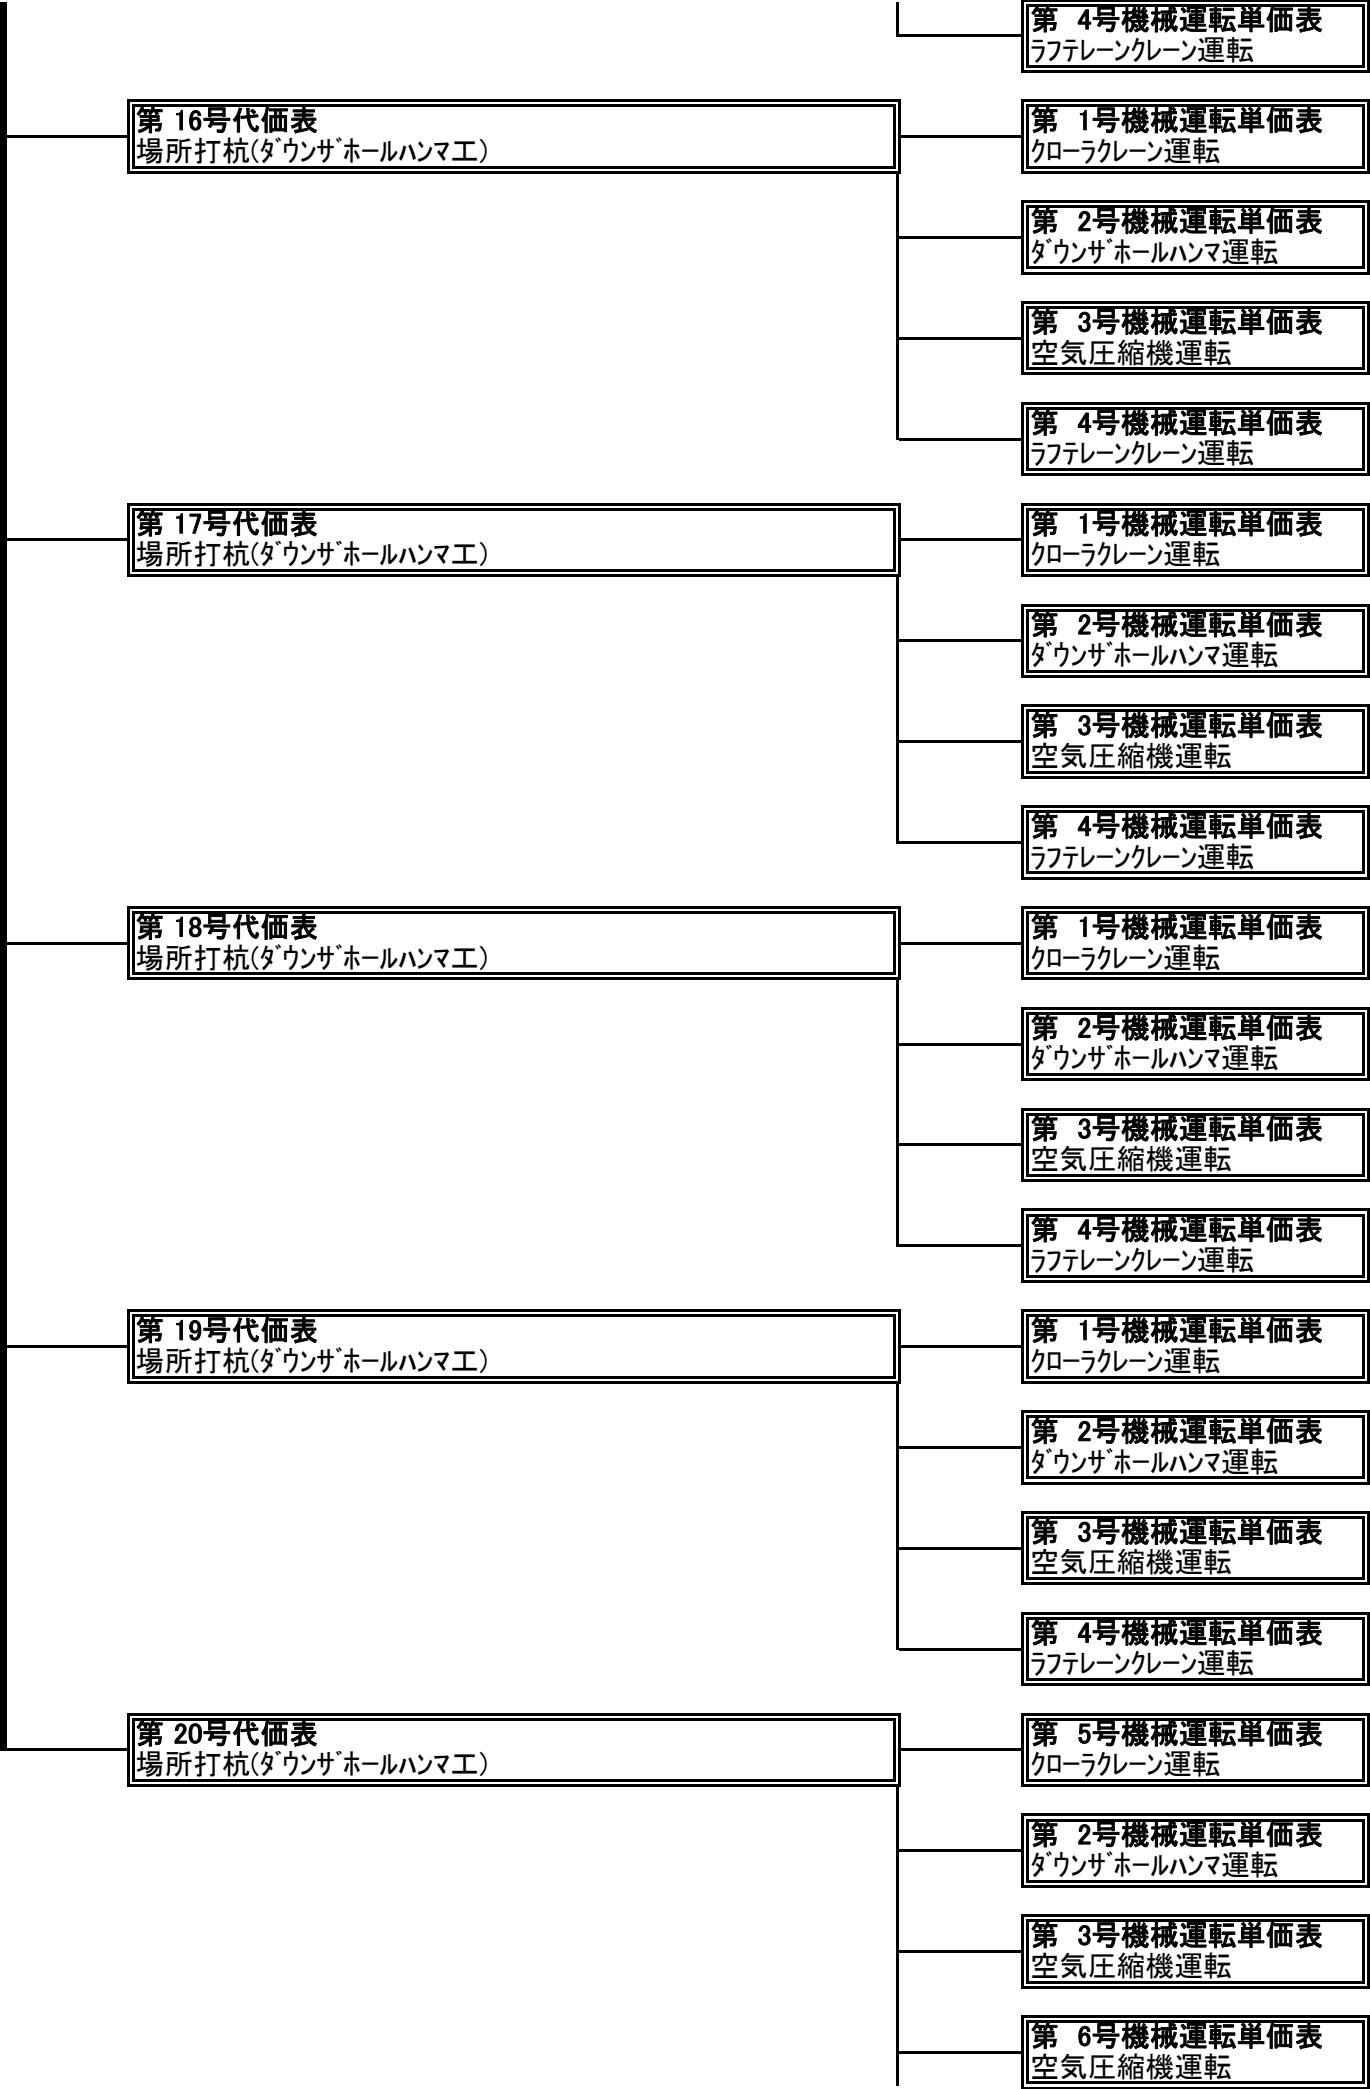 第 4号機械運転単価表
ﾗﾌﾃﾚｰﾝｸﾚｰﾝ運転
第 16号代価表
場所打杭(ﾀﾞｳﾝｻﾞﾎｰﾙﾊﾝﾏ工)
第 1号機械運転単価表
ｸﾛｰﾗｸﾚｰﾝ運転
第 2号機械運転単価表
ﾀﾞｳﾝｻﾞﾎｰﾙﾊﾝﾏ運転
第 3号機械運転単価表
空気圧縮機運転
第 4号機械運転単価表
ﾗﾌﾃﾚｰﾝｸﾚｰﾝ運転
第 17号代価表
場所打杭(ﾀﾞｳﾝｻﾞﾎｰﾙﾊﾝﾏ工)
第 1号機械運転単価表
ｸﾛｰﾗｸﾚｰﾝ運転
第 2号機械運転単価表
ﾀﾞｳﾝｻﾞﾎｰﾙﾊﾝﾏ運転
第 3号機械運転単価表
空気圧縮機運転
第 4号機械運転単価表
ﾗﾌﾃﾚｰﾝｸﾚｰﾝ運転
第 18号代価表
場所打杭(ﾀﾞｳﾝｻﾞﾎｰﾙﾊﾝﾏ工)
第 1号機械運転単価表
ｸﾛｰﾗｸﾚｰﾝ運転
第 2号機械運転単価表
ﾀﾞｳﾝｻﾞﾎｰﾙﾊﾝﾏ運転
第 3号機械運転単価表
空気圧縮機運転
第 4号機械運転単価表
ﾗﾌﾃﾚｰﾝｸﾚｰﾝ運転
第 19号代価表
場所打杭(ﾀﾞｳﾝｻﾞﾎｰﾙﾊﾝﾏ工)
第 1号機械運転単価表
ｸﾛｰﾗｸﾚｰﾝ運転
第 2号機械運転単価表
ﾀﾞｳﾝｻﾞﾎｰﾙﾊﾝﾏ運転
第 3号機械運転単価表
空気圧縮機運転
第 4号機械運転単価表
ﾗﾌﾃﾚｰﾝｸﾚｰﾝ運転
第 20号代価表
場所打杭(ﾀﾞｳﾝｻﾞﾎｰﾙﾊﾝﾏ工)
第 5号機械運転単価表
ｸﾛｰﾗｸﾚｰﾝ運転
第 2号機械運転単価表
ﾀﾞｳﾝｻﾞﾎｰﾙﾊﾝﾏ運転
第 3号機械運転単価表
空気圧縮機運転
第 6号機械運転単価表
空気圧縮機運転